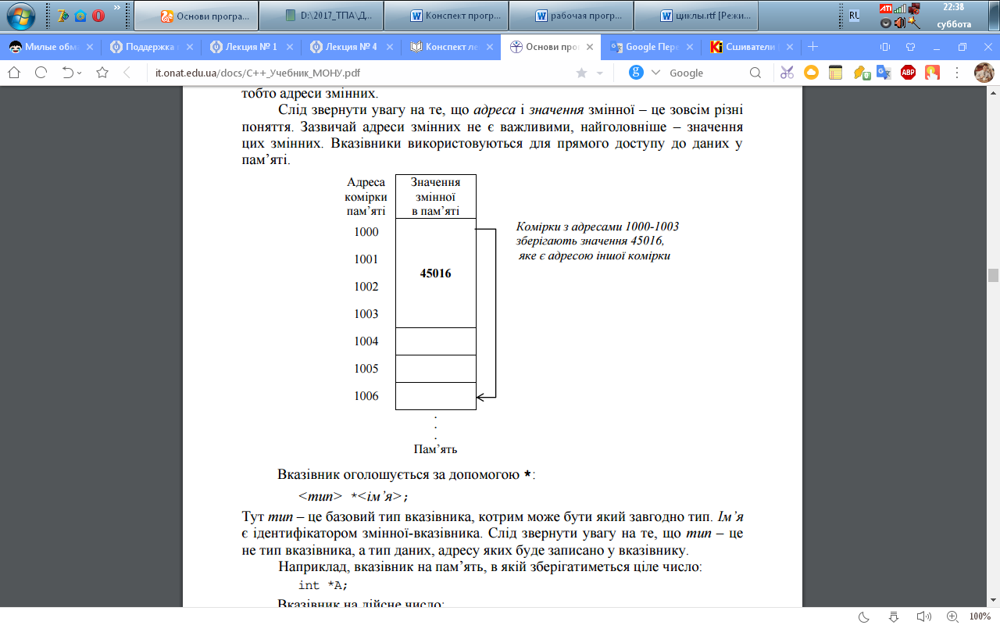 Основи програ...
D:\2017_ТПА\Д...
Конспект прог...
рабочая прог...
циклы.rtf [Режи...
RU
22:38
суббота
Милые обм
Поддержка
Лекция № 1
Лекция № 4
Конспект ле
Основи про
Google Пере
Сшиватели
it.onat.edu.ua/docs/C++_Учебник_МОНУ.pdf
Google
ABP
тобто адреси змінних.
Слід звернути увагу на те, що адреса і значення змінної – це зовсім різні
поняття. Зазвичай адреси змінних не є важливими, найголовніше – значення
цих змінних. Вказівники використовуються для прямого доступу до даних у
пам’яті.
Адреса
комірки
пам’яті
Значення
змінної
в пам’яті
1000
1001
1002
1003
1004
1005
1006
45016
Комірки з адресами 1000-1003
зберігають значення 45016,
яке є адресою іншої комірки
Пам’ять
Вказівник оголошується за допомогою *:
<тип> *<ім’я>;
Тут тип – це базовий тип вказівника, котрим може бути який завгодно тип. Ім’я
є ідентифікатором змінної-вказівника. Слід звернути увагу на те, що тип – це
не тип вказівника, а тип даних, адресу яких буде записано у вказівнику.
Наприклад, вказівник на пам’ять, в якій зберігатиметься ціле число:
int *A;
Вказівник на дійсне число:
100%